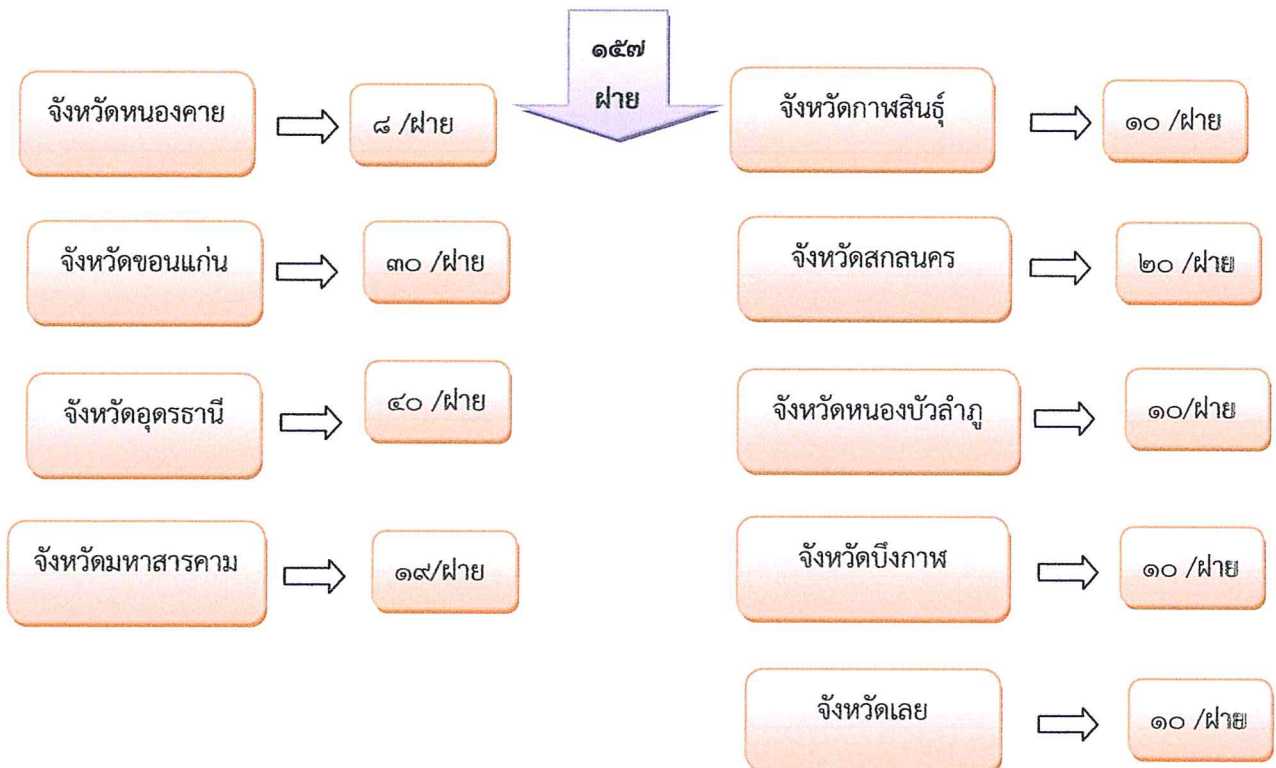 ๑๕๗
ฝาย
จังหวัดหนองคาย
๘ /ฝาย
จังหวัดกาฬสินธุ์
๑๐ /ฝาย
จังหวัดขอนแก่น
๓๐ /ฝาย
จังหวัดสกลนคร
๒๐ /ฝาย
จังหวัดอุดรธานี
๔๐ /ฝาย
จังหวัดหนองบัวลำภู
๑๐/ฝาย
จังหวัดมหาสารคาม
๑๙/ฝาย
จังหวัดบึงกาฬ
๑๐ /ฝาย
จังหวัดเลย
๑๐ /ฝาย